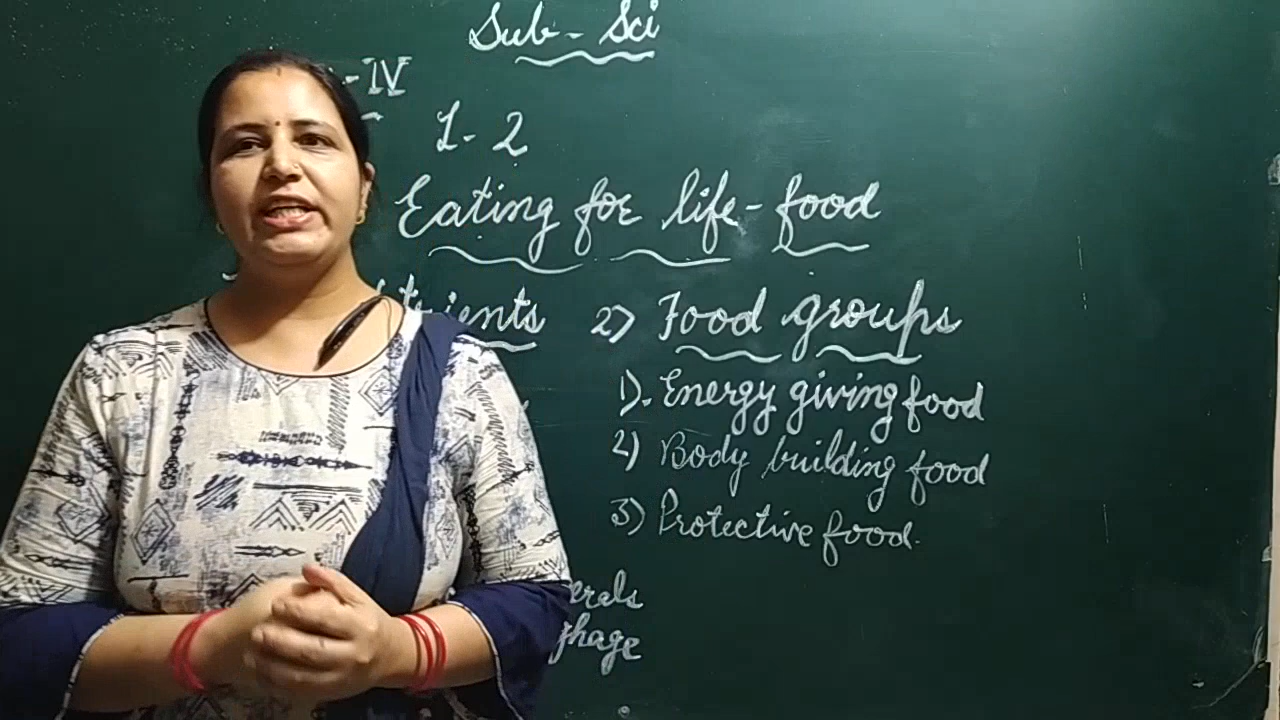 Sub - Sci
- IV
L - 2
Eating for life - food
2) Food groups
1). Energy giving food
2) Body building food
3) Protective food.